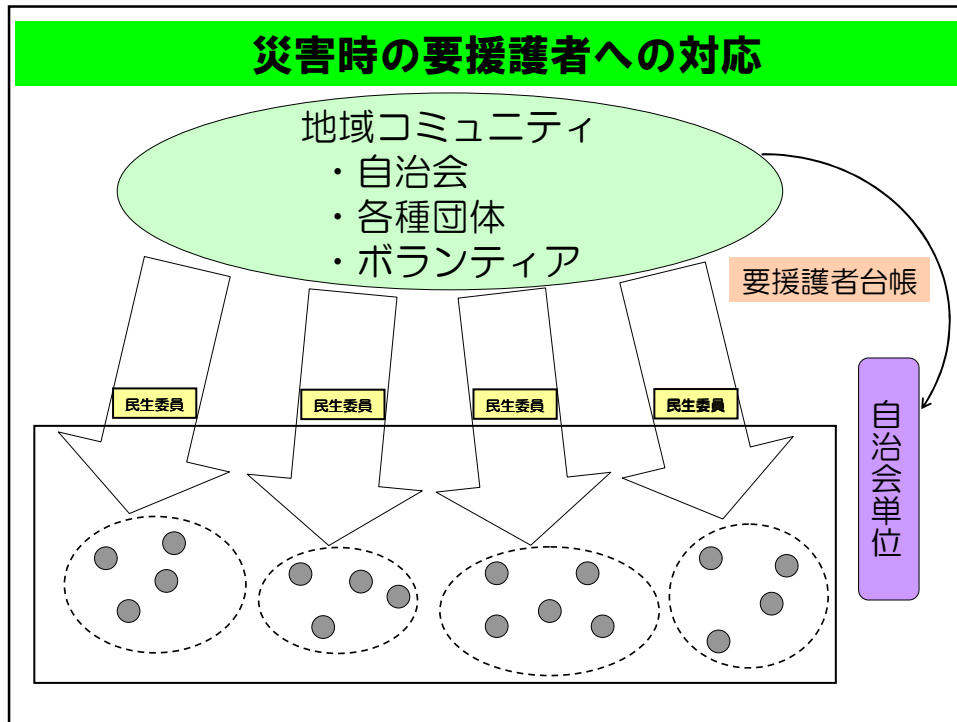 災害時の要援護者への対応
地域コミュニティ
・自治会
・各種団体
・ボランティア
要援護者台帳
民生委員
民生委員
民生委員
民生委員
自治会単位